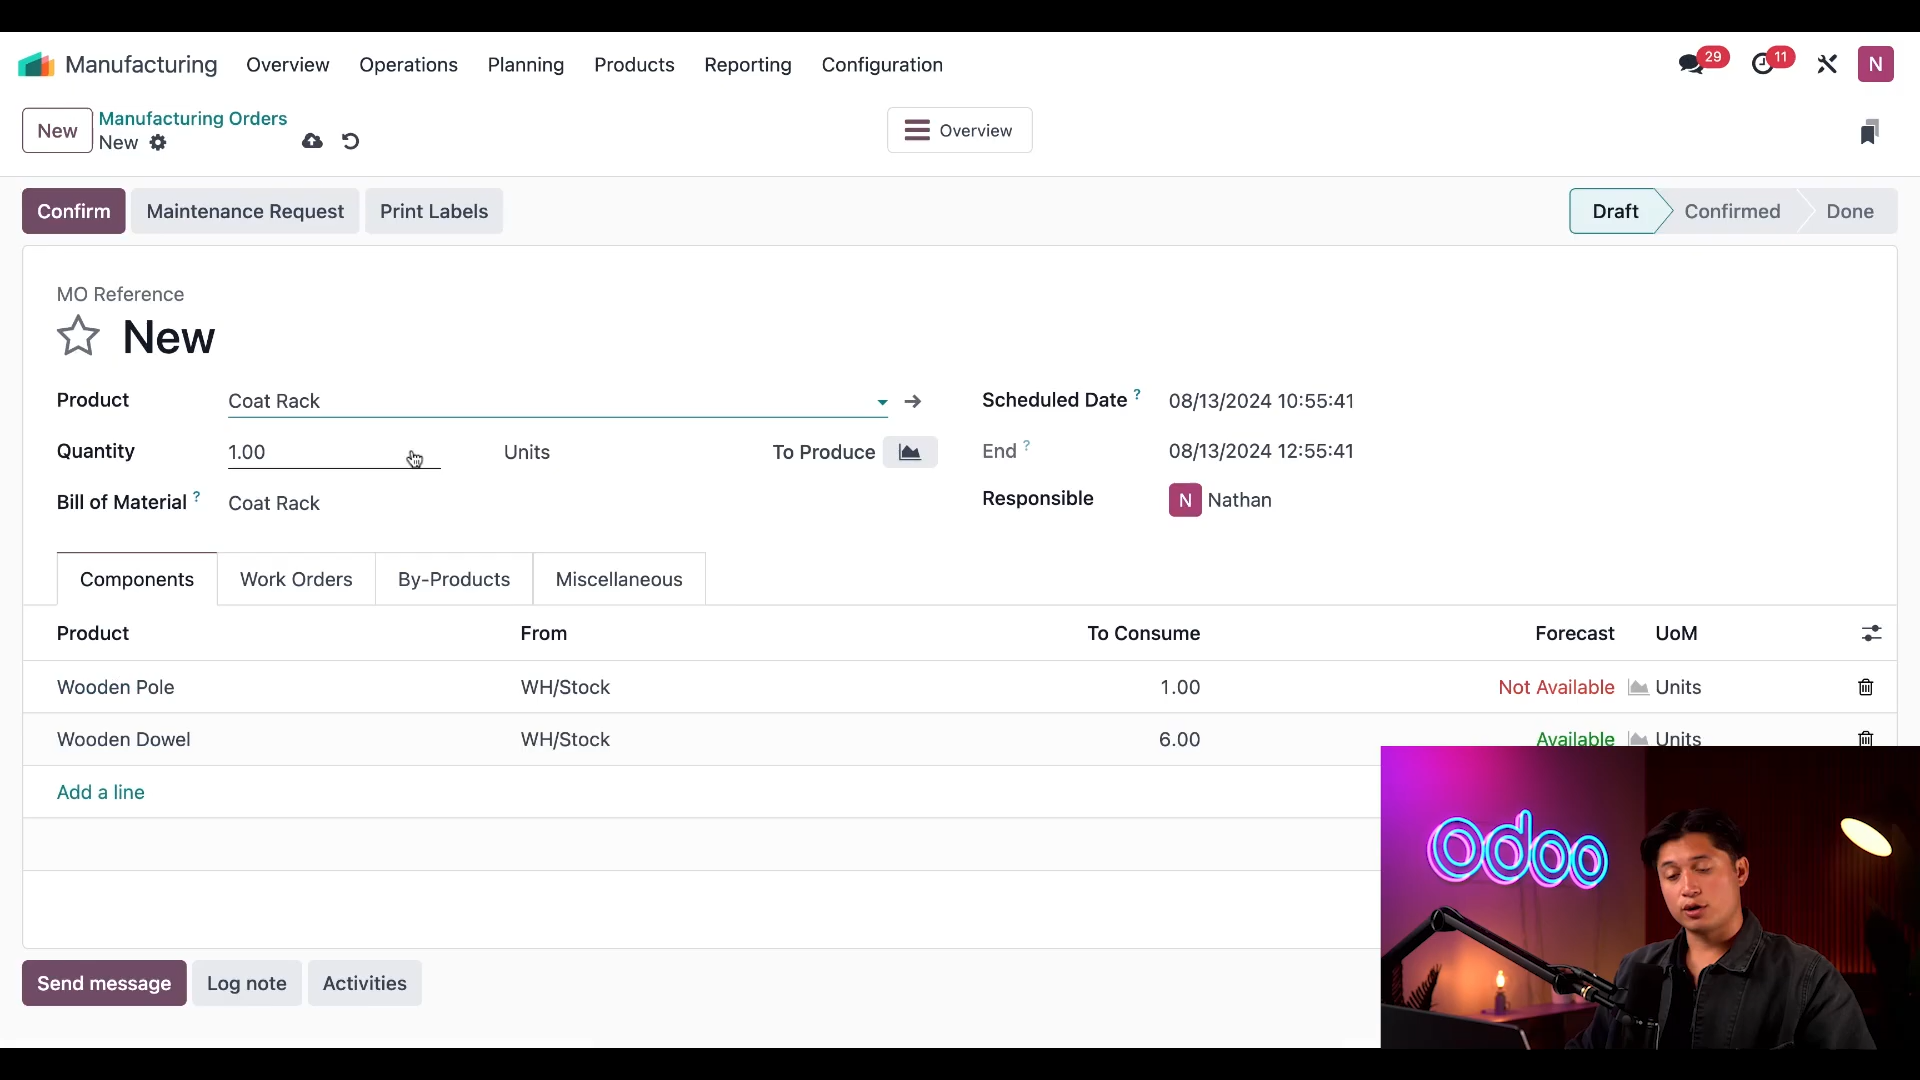 Manufacturing Overview Operations Planning Products Reporting Configuration 29 11 N
New Manufacturing Orders
New
Overview
Confirm Maintenance Request Print Labels Draft Confirmed Done
MO Reference
New
Product Coat Rack Scheduled Date ? 08/13/2024 10:55:41
Quantity 1.00 Units To Produce End ? 08/13/2024 12:55:41
Bill of Material ? Coat Rack Responsible N Nathan
Components Work Orders By-Products Miscellaneous
Product From To Consume Forecast UoM
Wooden Pole WH/Stock 1.00 Not Available Units
Wooden Dowel WH/Stock 6.00 Available Units
Add a line
odoo
Send message Log note Activities